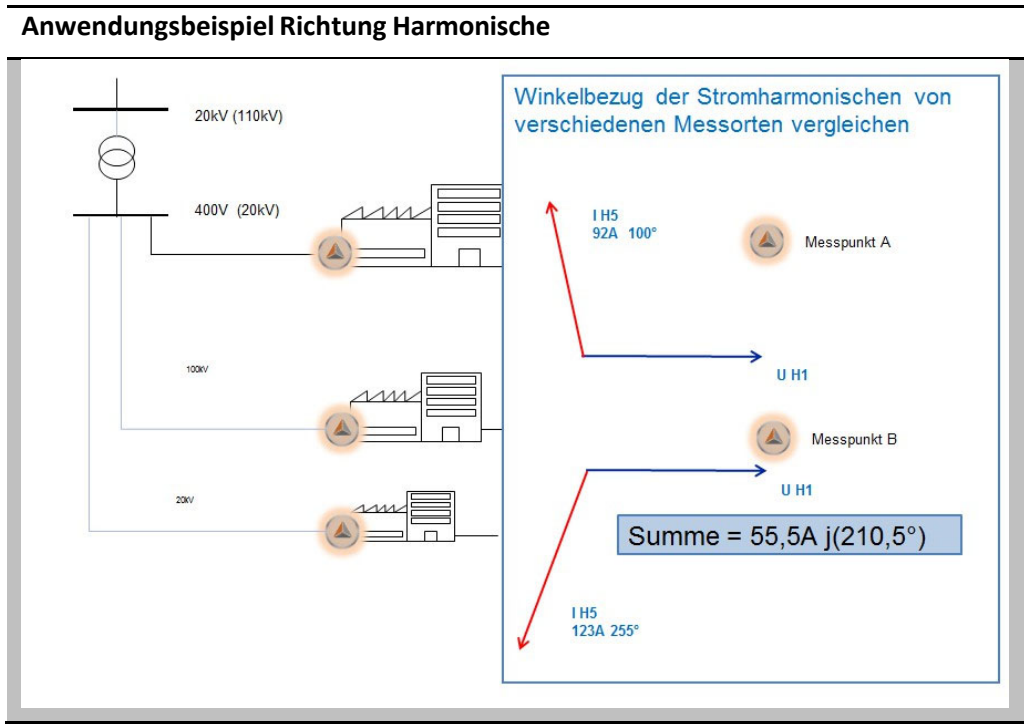 Anwendungsbeispiel Richtung Harmonische
20kV (110kV)
400V (20kV)
100kV
20kV
Winkelbezug der Stromharmonischen von
verschiedenen Messorten vergleichen
I H5
92A 100°
Messpunkt A
U H1
Messpunkt B
U H1
Summe = 55,5A j(210,5°)
I H5
123A 255°